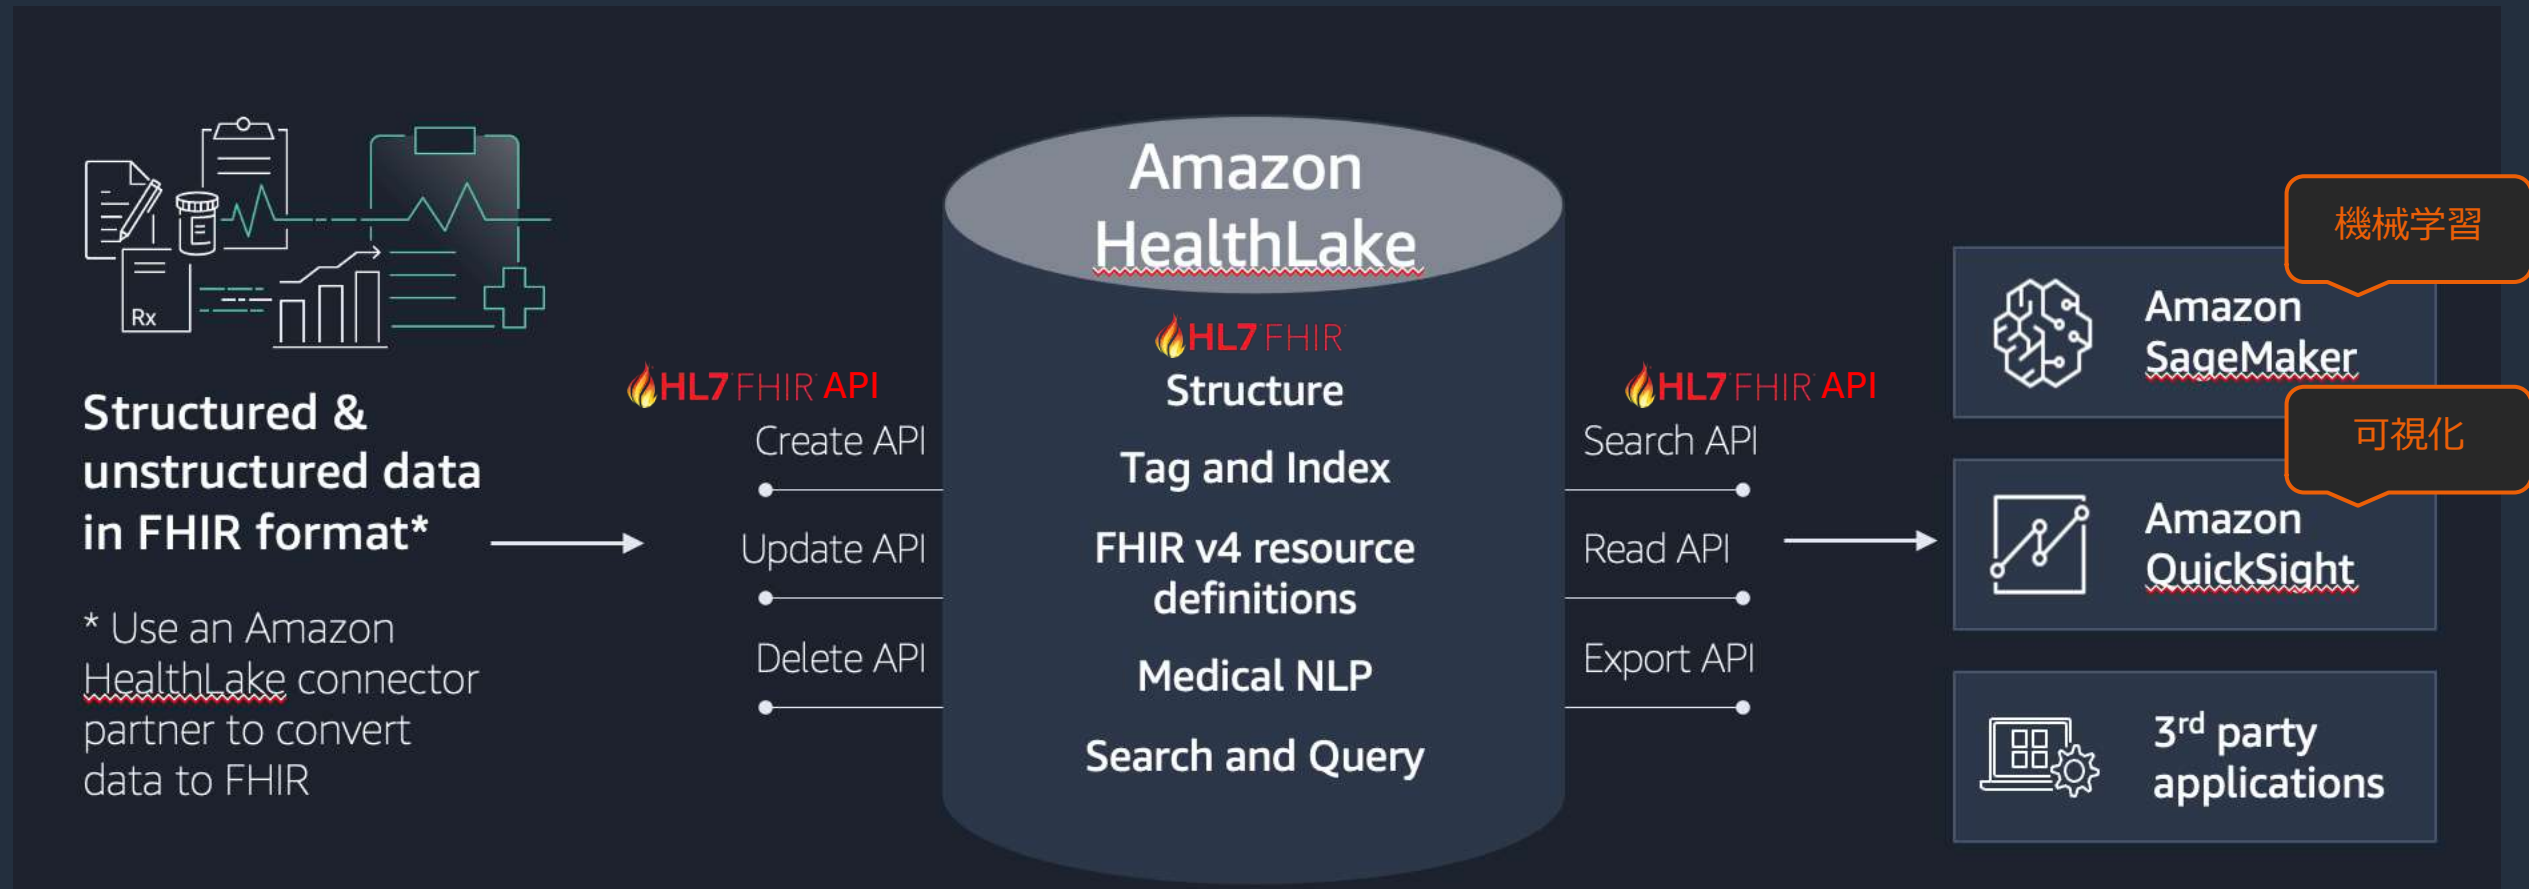 Rx
Structured &
unstructured data
in FHIR format*
* Use an Amazon
HealthLake connector
partner to convert
data to FHIR
HL7 FHIR API
Create API
Update API
Delete API
Amazon
HealthLake
HL7 FHIR
Structure
Tag and Index
FHIR v4 resource
definitions
Medical NLP
Search and Query
HL7 FHIR API
Search API
Read API
Export API
機械学習
Amazon
SageMaker
可視化
Amazon
QuickSight
3rd party
applications